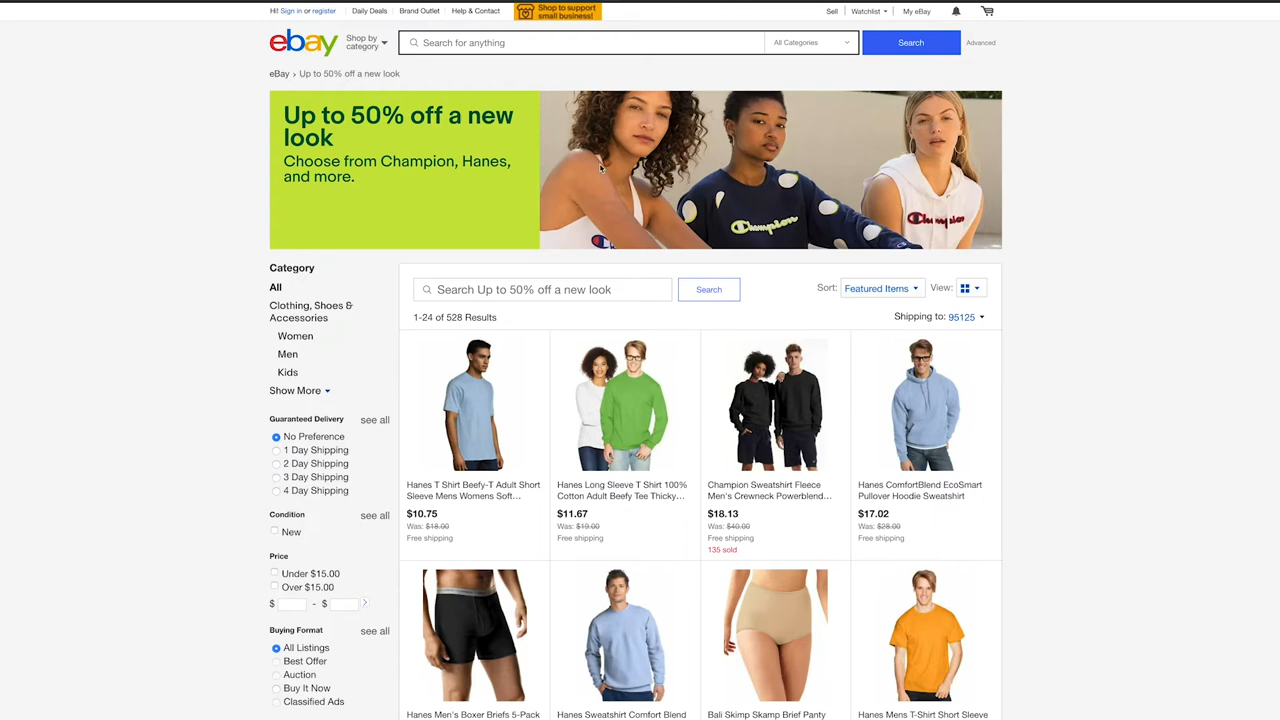 Hi! Sign in or register
Daily Deals
Brand Outlet
Help & Contact
Shop to support
small business!
Sell
Watchlist
My eBay
ebay
Shop by
category
Search for anything
All Categories
Search
Advanced
eBay > Up to 50% off a new look
Up to 50% off a new
look
Choose from Champion, Hanes,
and more.
Champion
Champion
Category
All
Clothing, Shoes &
Accessories
Women
Men
Kids
Show More
Guaranteed Delivery
see all
No Preference
1 Day Shipping
2 Day Shipping
3 Day Shipping
4 Day Shipping
Condition
see all
New
Price
Under $15.00
Over $15.00
$ - $
Buying Format
see all
All Listings
Best Offer
Auction
Buy It Now
Classified Ads
Search Up to 50% off a new look
Search
Sort: Featured Items
View:
1-24 of 528 Results
Shipping to: 95125
Hanes T Shirt Beefy-T Adult Short
Sleeve Mens Womens Soft...
$10.75
Was: $18.00
Free shipping
Hanes Long Sleeve T Shirt 100%
Cotton Adult Beefy Tee Thicky...
$11.67
Was: $19.00
Free shipping
Champion Sweatshirt Fleece
Men's Crewneck Powerblend...
$18.13
Was: $40.00
Free shipping
135 sold
Hanes ComfortBlend EcoSmart
Pullover Hoodie Sweatshirt
$17.02
Was: $28.00
Free shipping
Hanes Men's Boxer Briefs 5-Pack
Hanes Sweatshirt Comfort Blend
Bali Skimp Skamp Brief Panty
Hanes Mens T-Shirt Short Sleeve